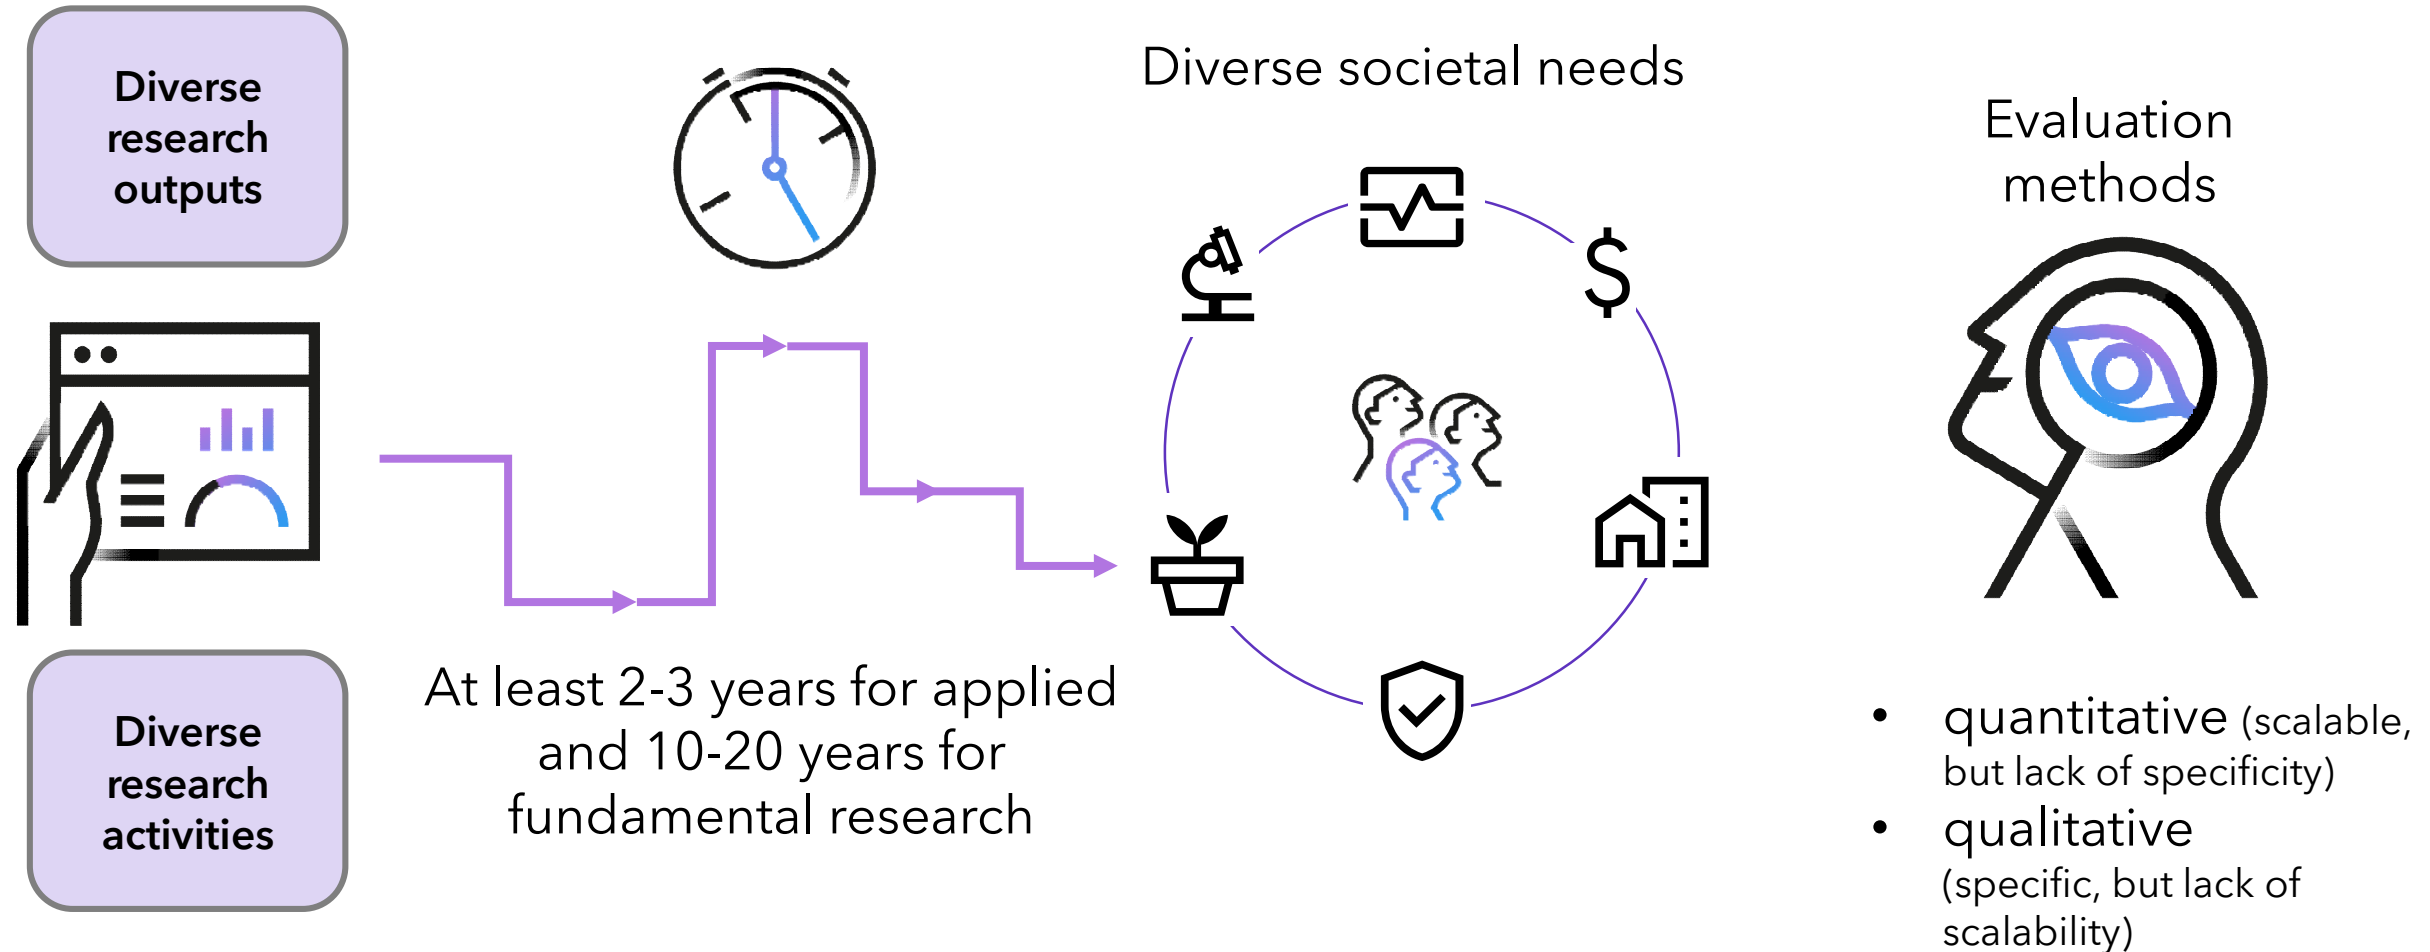 Diverse
research
outputs
Diverse
research
activities
At least 2-3 years for applied
and 10-20 years for
fundamental research
Diverse societal needs
Evaluation
methods
• quantitative (scalable,
but lack of specificity)
• qualitative
(specific, but lack of
scalability)